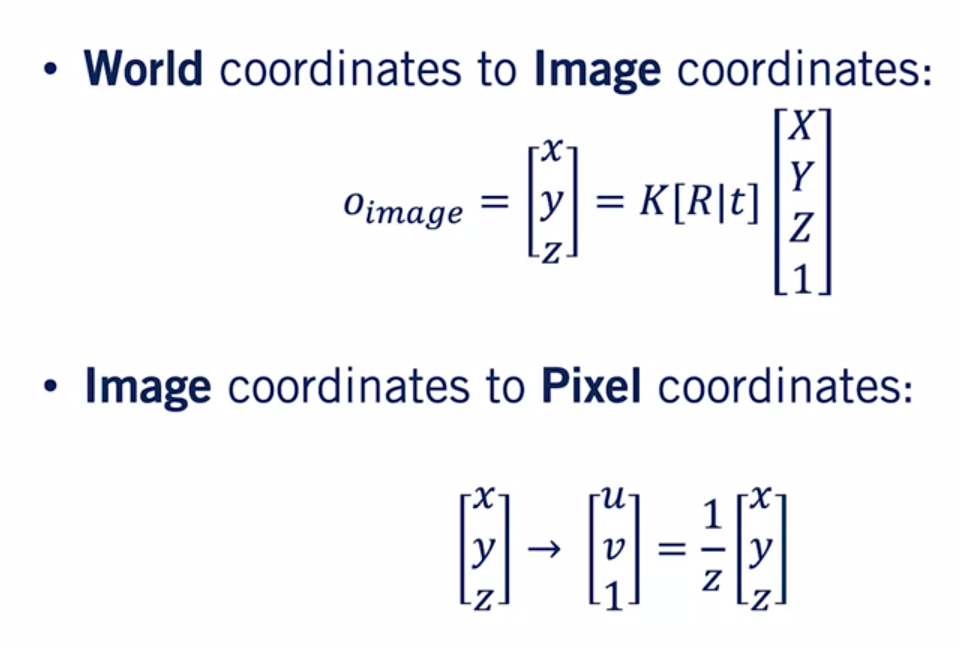 • World coordinates to Image coordinates:
$o_{image} = \begin{bmatrix} x \\ y \\ z \end{bmatrix} = K[R|t] \begin{bmatrix} X \\ Y \\ Z \\ 1 \end{bmatrix}$
• Image coordinates to Pixel coordinates:
$\begin{bmatrix} x \\ y \\ z \end{bmatrix} \rightarrow \begin{bmatrix} u \\ v \\ 1 \end{bmatrix} = \frac{1}{z} \begin{bmatrix} x \\ y \\ z \end{bmatrix}$